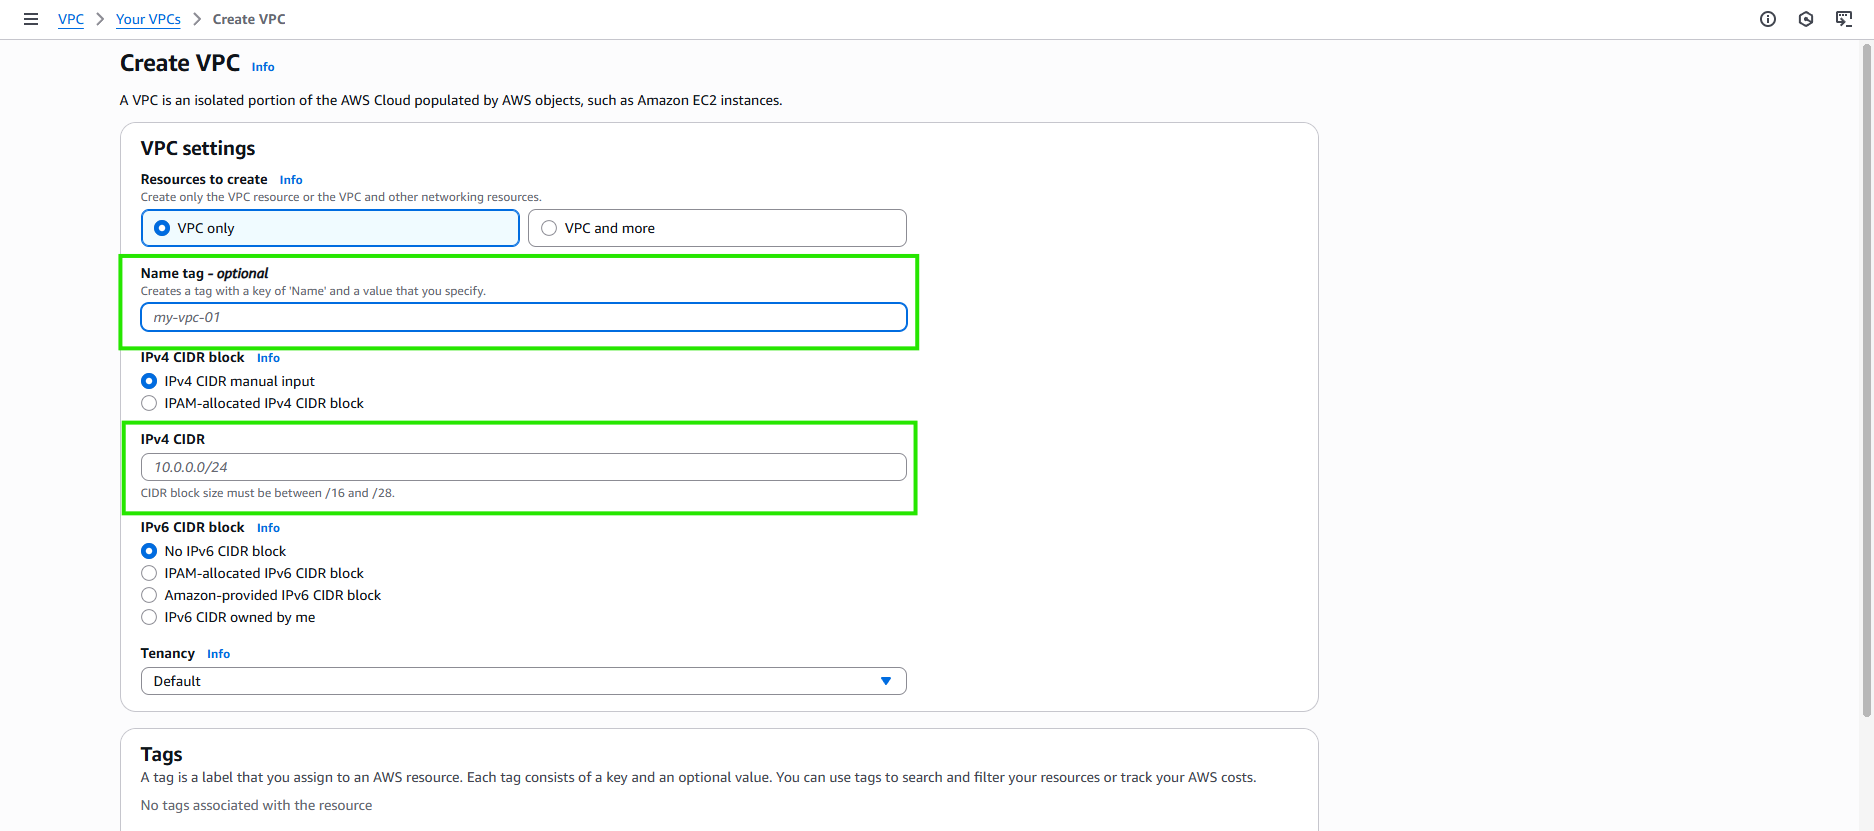 VPC > Your VPCs > Create VPC
Create VPC Info
A VPC is an isolated portion of the AWS Cloud populated by AWS objects, such as Amazon EC2 instances.
VPC settings
Resources to create Info
Create only the VPC resource or the VPC and other networking resources.
VPC only
VPC and more
Name tag - optional
Creates a tag with a key of 'Name' and a value that you specify.
my-vpc-01
IPv4 CIDR block Info
IPv4 CIDR manual input
IPAM-allocated IPv4 CIDR block
IPv4 CIDR
10.0.0.0/24
CIDR block size must be between /16 and /28.
IPv6 CIDR block Info
No IPv6 CIDR block
IPAM-allocated IPv6 CIDR block
Amazon-provided IPv6 CIDR block
IPv6 CIDR owned by me
Tenancy Info
Default
Tags
A tag is a label that you assign to an AWS resource. Each tag consists of a key and an optional value. You can use tags to search and filter your resources or track your AWS costs.
No tags associated with the resource